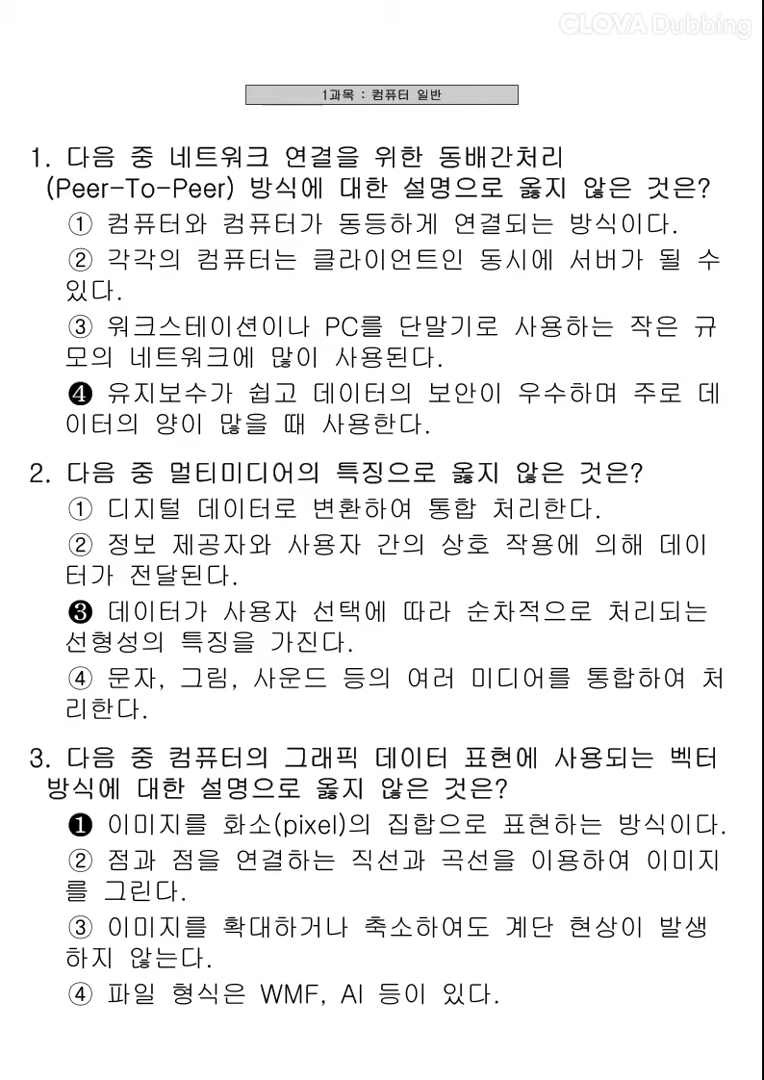 CLOVA Dubbing
1과목 : 컴퓨터 일반
1. 다음 중 네트워크 연결을 위한 동배간처리
(Peer-To-Peer) 방식에 대한 설명으로 옳지 않은 것은?
① 컴퓨터와 컴퓨터가 동등하게 연결되는 방식이다.
② 각각의 컴퓨터는 클라이언트인 동시에 서버가 될 수
있다.
③ 워크스테이션이나 PC를 단말기로 사용하는 작은 규
모의 네트워크에 많이 사용된다.
❹ 유지보수가 쉽고 데이터의 보안이 우수하며 주로 데
이터의 양이 많을 때 사용한다.
2. 다음 중 멀티미디어의 특징으로 옳지 않은 것은?
① 디지털 데이터로 변환하여 통합 처리한다.
② 정보 제공자와 사용자 간의 상호 작용에 의해 데이
터가 전달된다.
❸ 데이터가 사용자 선택에 따라 순차적으로 처리되는
선형성의 특징을 가진다.
④ 문자, 그림, 사운드 등의 여러 미디어를 통합하여 처
리한다.
3. 다음 중 컴퓨터의 그래픽 데이터 표현에 사용되는 벡터
방식에 대한 설명으로 옳지 않은 것은?
❶ 이미지를 화소(pixel)의 집합으로 표현하는 방식이다.
② 점과 점을 연결하는 직선과 곡선을 이용하여 이미지
를 그린다.
③ 이미지를 확대하거나 축소하여도 계단 현상이 발생
하지 않는다.
④ 파일 형식은 WMF, AI 등이 있다.